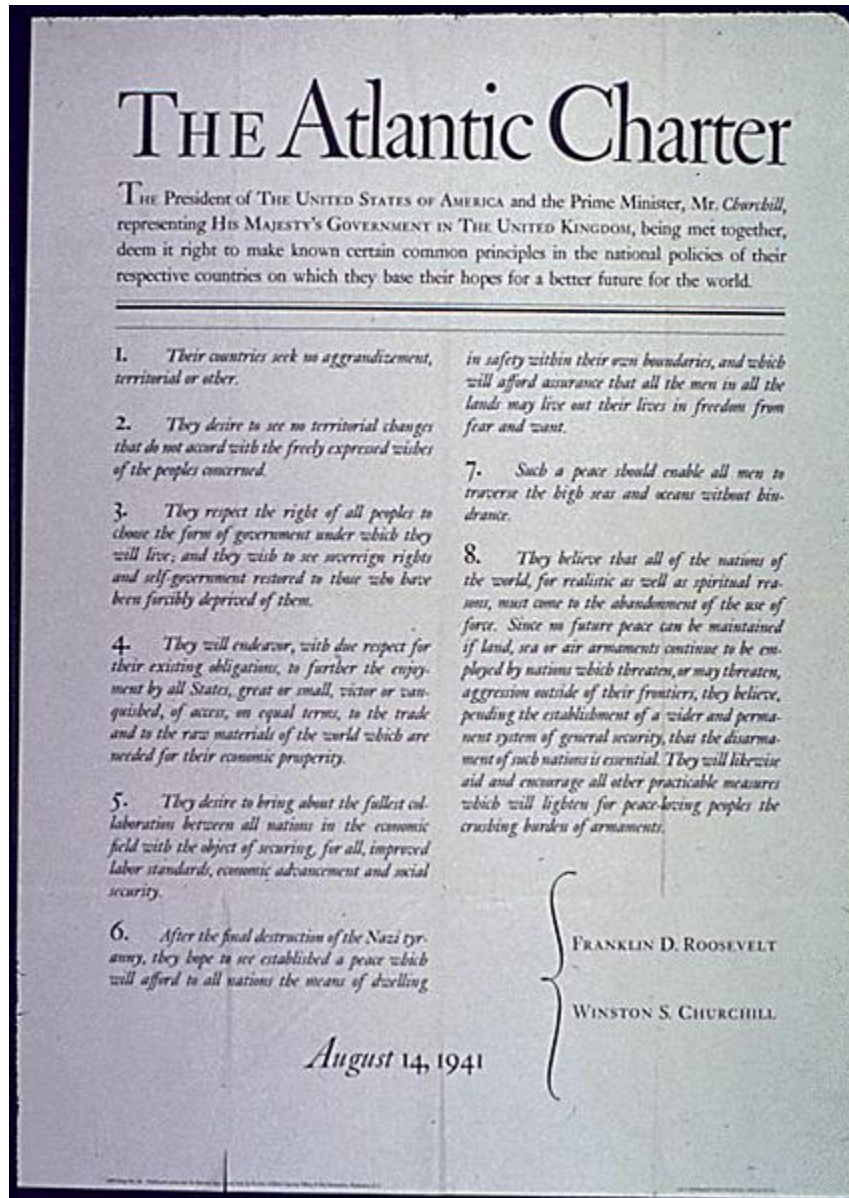 THE Atlantic Charter
THE President of THE UNITED STATES OF AMERICA and the Prime Minister, Mr. Churchill,
representing HIS MAJESTY'S GOVERNMENT IN THE UNITED KINGDOM, being met together,
deem it right to make known certain common principles in the national policies of their
respective countries on which they base their hopes for a better future for the world.
1. Their countries seek no aggrandizement,
territorial or other.
2. They desire to see no territorial changes
that do not accord with the freely expressed wishes
of the peoples concerned.
3. They respect the right of all peoples to
choose the form of government under which they
will live; and they wish to see sovereign rights
and self-government restored to those who have
been forcibly deprived of them.
4. They will endeavor, with due respect for
their existing obligations, to further the enjoy-
ment by all States, great or small, victor or van-
quished, of access, on equal terms, to the trade
and to the raw materials of the world which are
needed for their economic prosperity.
5. They desire to bring about the fullest col-
laboration between all nations in the economic
field with the object of securing, for all, improved
labor standards, economic advancement and social
security.
6. After the final destruction of the Nazi tyr-
anny, they hope to see established a peace which
will afford to all nations the means of dwelling
in safety within their own boundaries, and which
will afford assurance that all the men in all the
lands may live out their lives in freedom from
fear and want.
7. Such a peace should enable all men to
traverse the high seas and oceans without hin-
drance.
8. They believe that all of the nations of
the world, for realistic as well as spiritual rea-
sons, must come to the abandonment of the use of
force. Since no future peace can be maintained
if land, sea or air armaments continue to be em-
ployed by nations which threaten, or may threaten,
aggression outside of their frontiers, they believe,
pending the establishment of a wider and perma-
nent system of general security, that the disarma-
ment of such nations is essential. They will likewise
aid and encourage all other practicable measures
which will lighten for peace-loving peoples the
crushing burden of armaments.
FRANKLIN D. ROOSEVELT
WINSTON S. CHURCHILL
August 14, 1941